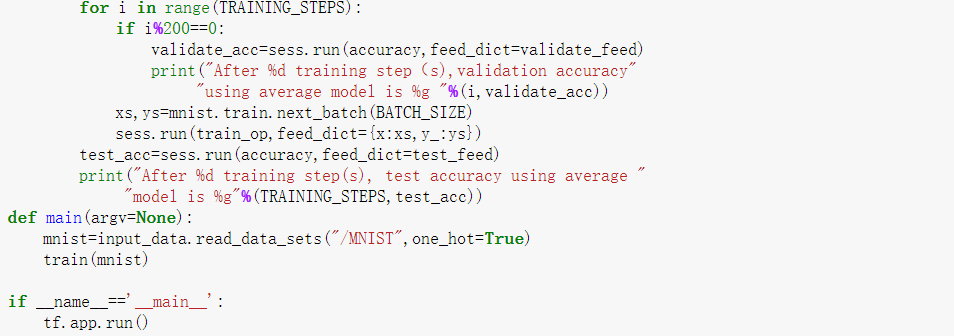 for i in range(TRAINING_STEPS):
if i%200==0:
validate_acc=sess.run(accuracy,feed_dict=validate_feed)
print("After %d training step (s),validation accuracy"
"using average model is %g "%(i,validate_acc))
xs,ys=mnist.train.next_batch(BATCH_SIZE)
sess.run(train_op,feed_dict={x:xs,y_:ys})
test_acc=sess.run(accuracy,feed_dict=test_feed)
print("After %d training step(s), test accuracy using average "
"model is %g"%(TRAINING_STEPS,test_acc))
def main(argv=None):
mnist=input_data.read_data_sets("/MNIST",one_hot=True)
train(mnist)
if __name__=='__main__':
tf.app.run()